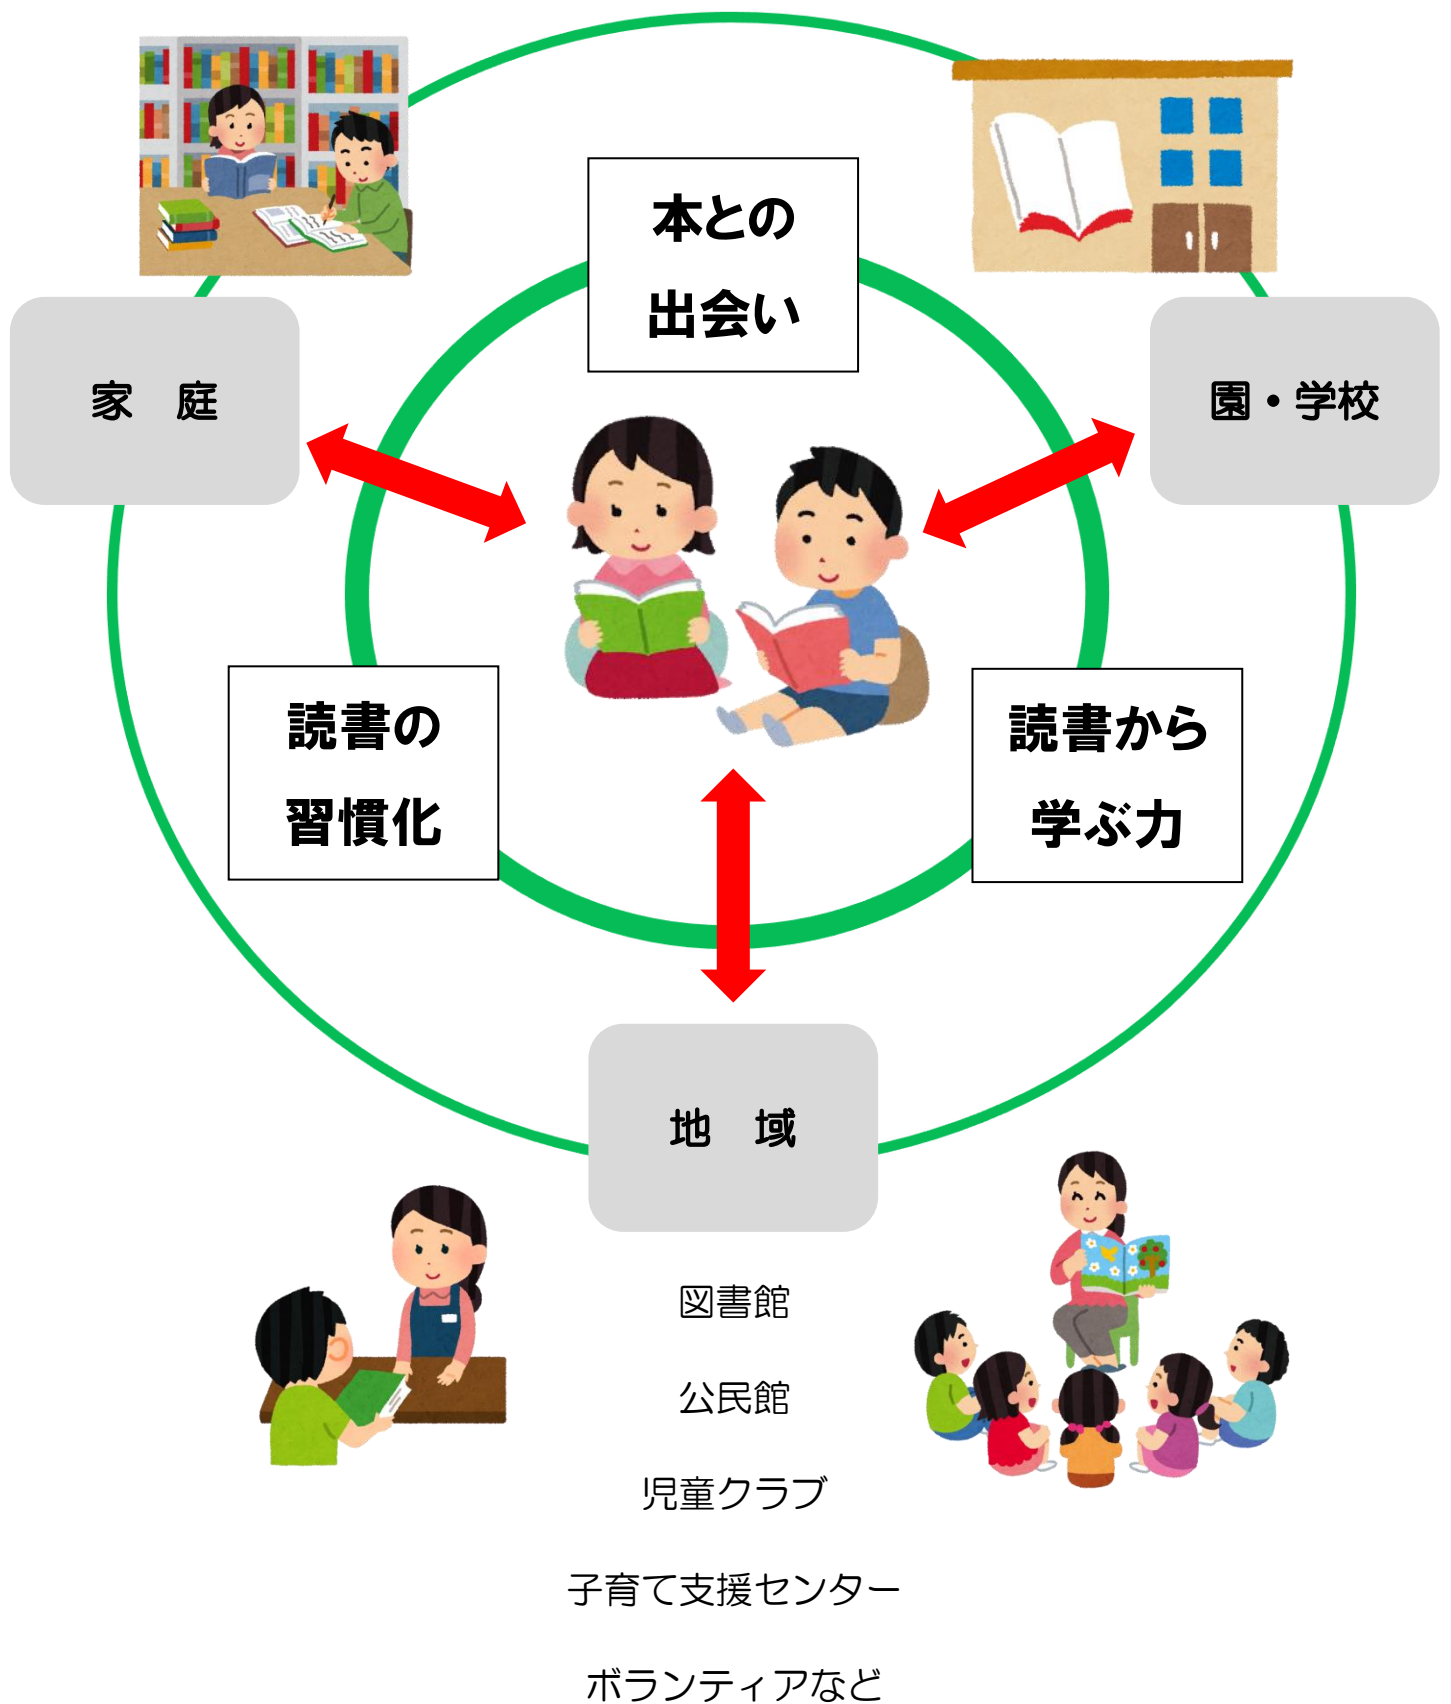 本との
出会い
家　庭
園・学校
読書の
習慣化
読書から
学ぶ力
地　域
図書館
公民館
児童クラブ
子育て支援センター
ボランティアなど